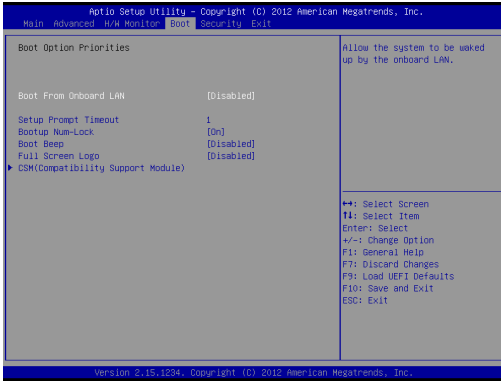 Aptio Setup Utility – Copyright (C) 2012 American Megatrends, Inc.
Main Advanced H/W Monitor Boot Security Exit
Boot Option Priorities
Boot From Onboard LAN [Disabled]
Setup Prompt Timeout 1
Bootup Num-Lock [On]
Boot Beep [Disabled]
Full Screen Logo [Disabled]
CSM(Compatibility Support Module)
Allow the system to be waked
up by the onboard LAN.
↔: Select Screen
↑↓: Select Item
Enter: Select
+/-: Change Option
F1: General Help
F7: Discard Changes
F9: Load UEFI Defaults
F10: Save and Exit
ESC: Exit
Version 2.15.1234. Copyright (C) 2012 American Megatrends, Inc.